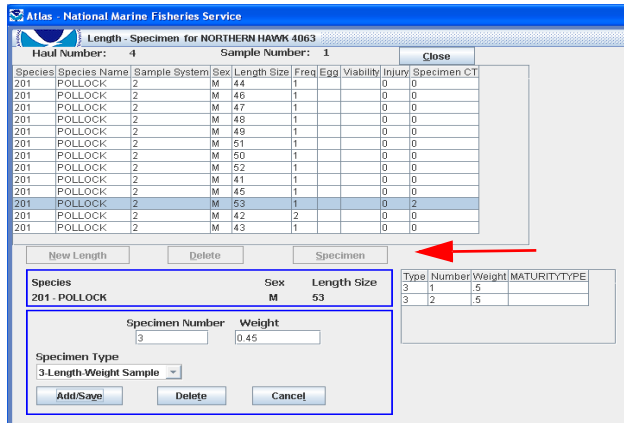 Atlas - National Marine Fisheries Service
Length - Specimen for NORTHERN HAWK 4063
Haul Number: 4 Sample Number: 1 Close
Species Species Name Sample System Sex Length Size Freq Egg Viability Injury Specimen CT
201 POLLOCK 2 M 44 1 0 0
201 POLLOCK 2 M 46 1 0 0
201 POLLOCK 2 M 47 1 0 0
201 POLLOCK 2 M 48 1 0 0
201 POLLOCK 2 M 49 1 0 0
201 POLLOCK 2 M 51 1 0 0
201 POLLOCK 2 M 50 1 0 0
201 POLLOCK 2 M 52 1 0 0
201 POLLOCK 2 M 41 1 0 0
201 POLLOCK 2 M 45 1 0 0
201 POLLOCK 2 M 53 1 0 2
201 POLLOCK 2 M 42 2 0 0
201 POLLOCK 2 M 43 1 0 0
New Length Delete Specimen
Species Sex Length Size
201 - POLLOCK M 53
Type Number Weight MATURITYTYPE
3 1 .5
3 2 .5
Specimen Number Weight
3 0.45
Specimen Type
3-Length-Weight Sample
Add/Save Delete Cancel